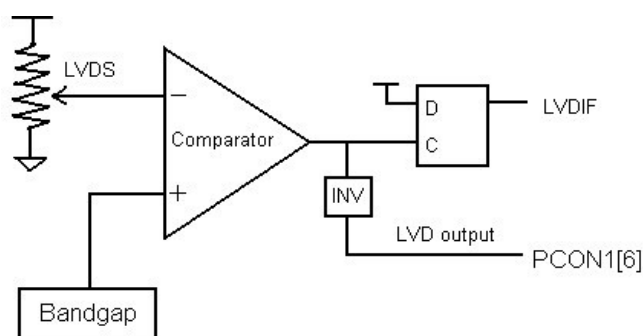 LVDS
−
Comparator
+
Bandgap
D
C
LVDIF
INV
LVD output
PCON1[6]